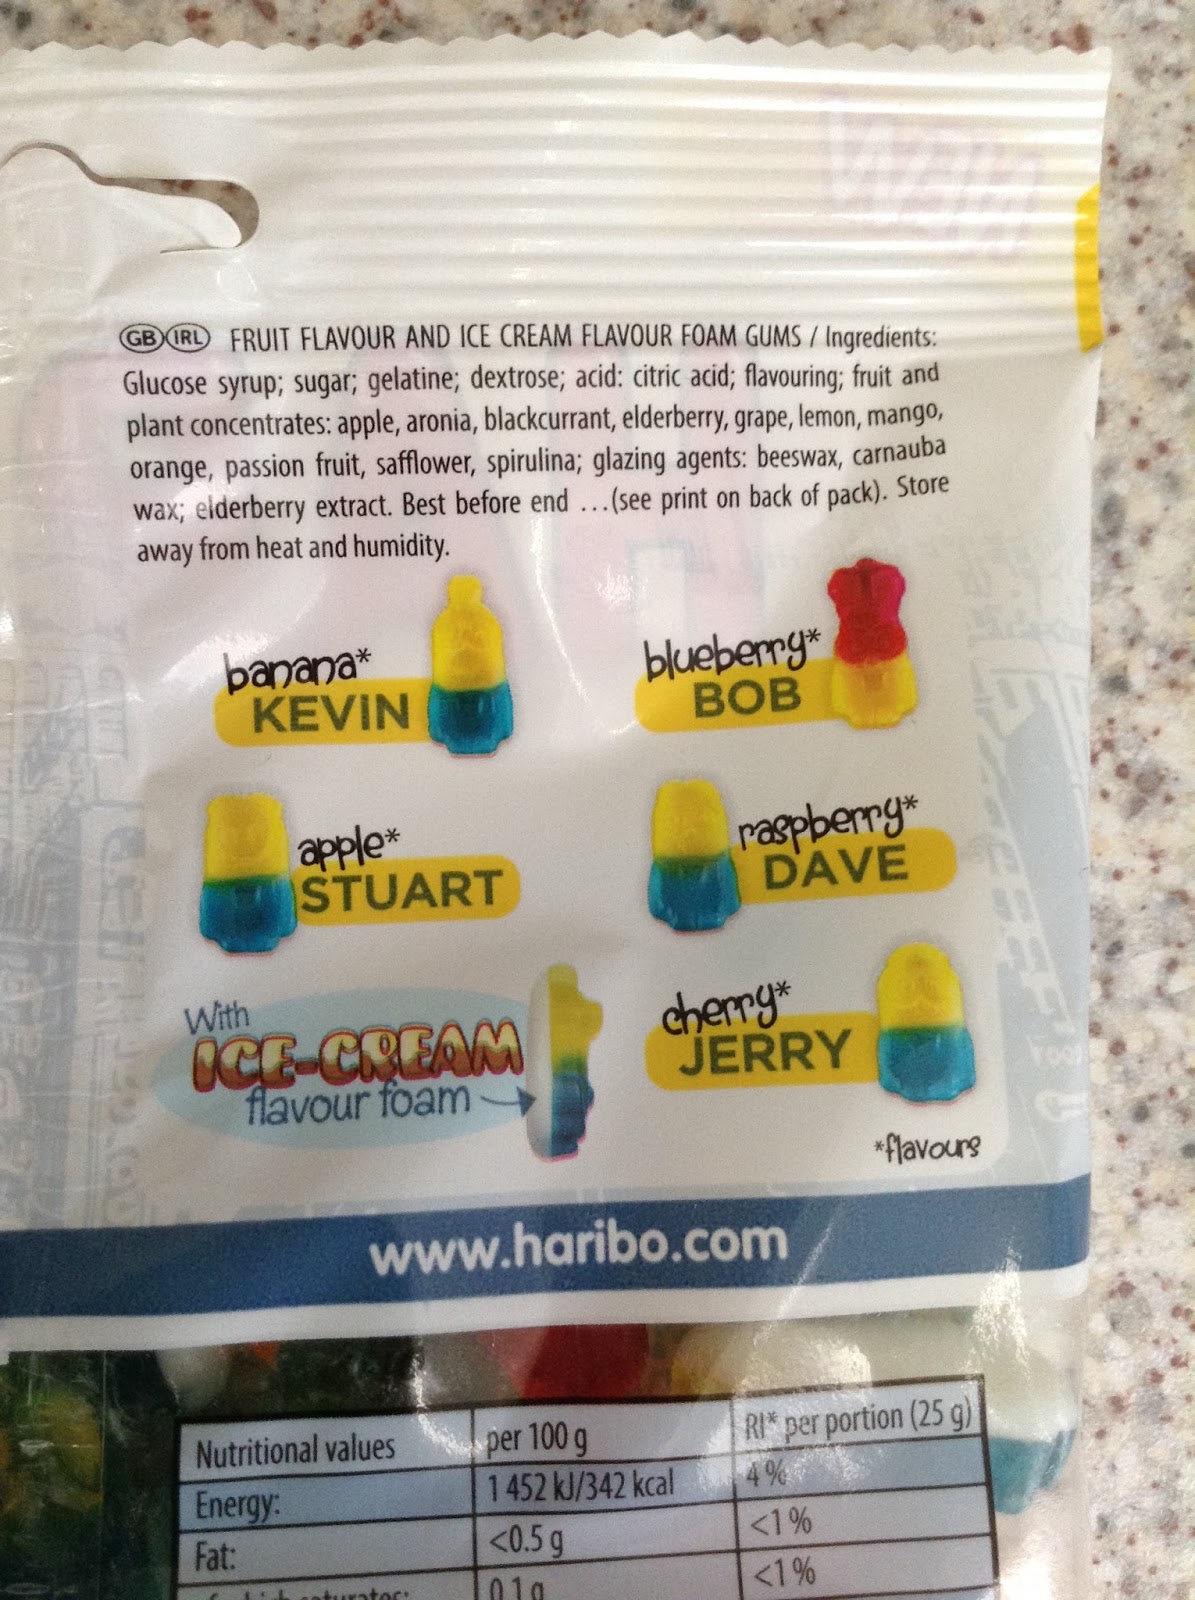 GB IRL FRUIT FLAVOUR AND ICE CREAM FLAVOUR FOAM GUMS / Ingredients:
Glucose syrup; sugar; gelatine; dextrose; acid: citric acid; flavouring; fruit and
plant concentrates: apple, aronia, blackcurrant, elderberry, grape, lemon, mango,
orange, passion fruit, safflower, spirulina; glazing agents: beeswax, carnauba
wax; elderberry extract. Best before end ...(see print on back of pack). Store
away from heat and humidity.
banana*
KEVIN
blueberry*
BOB
apple*
STUART
raspberry*
DAVE
With
ICE-CREAM
flavour foam
cherry*
JERRY
*flavours
www.haribo.com
Nutritional values per 100 g RI* per portion (25 g)
Energy: 1 452 kJ/342 kcal 4 %
Fat: <0.5 g <1 %
0.1 g <1 %